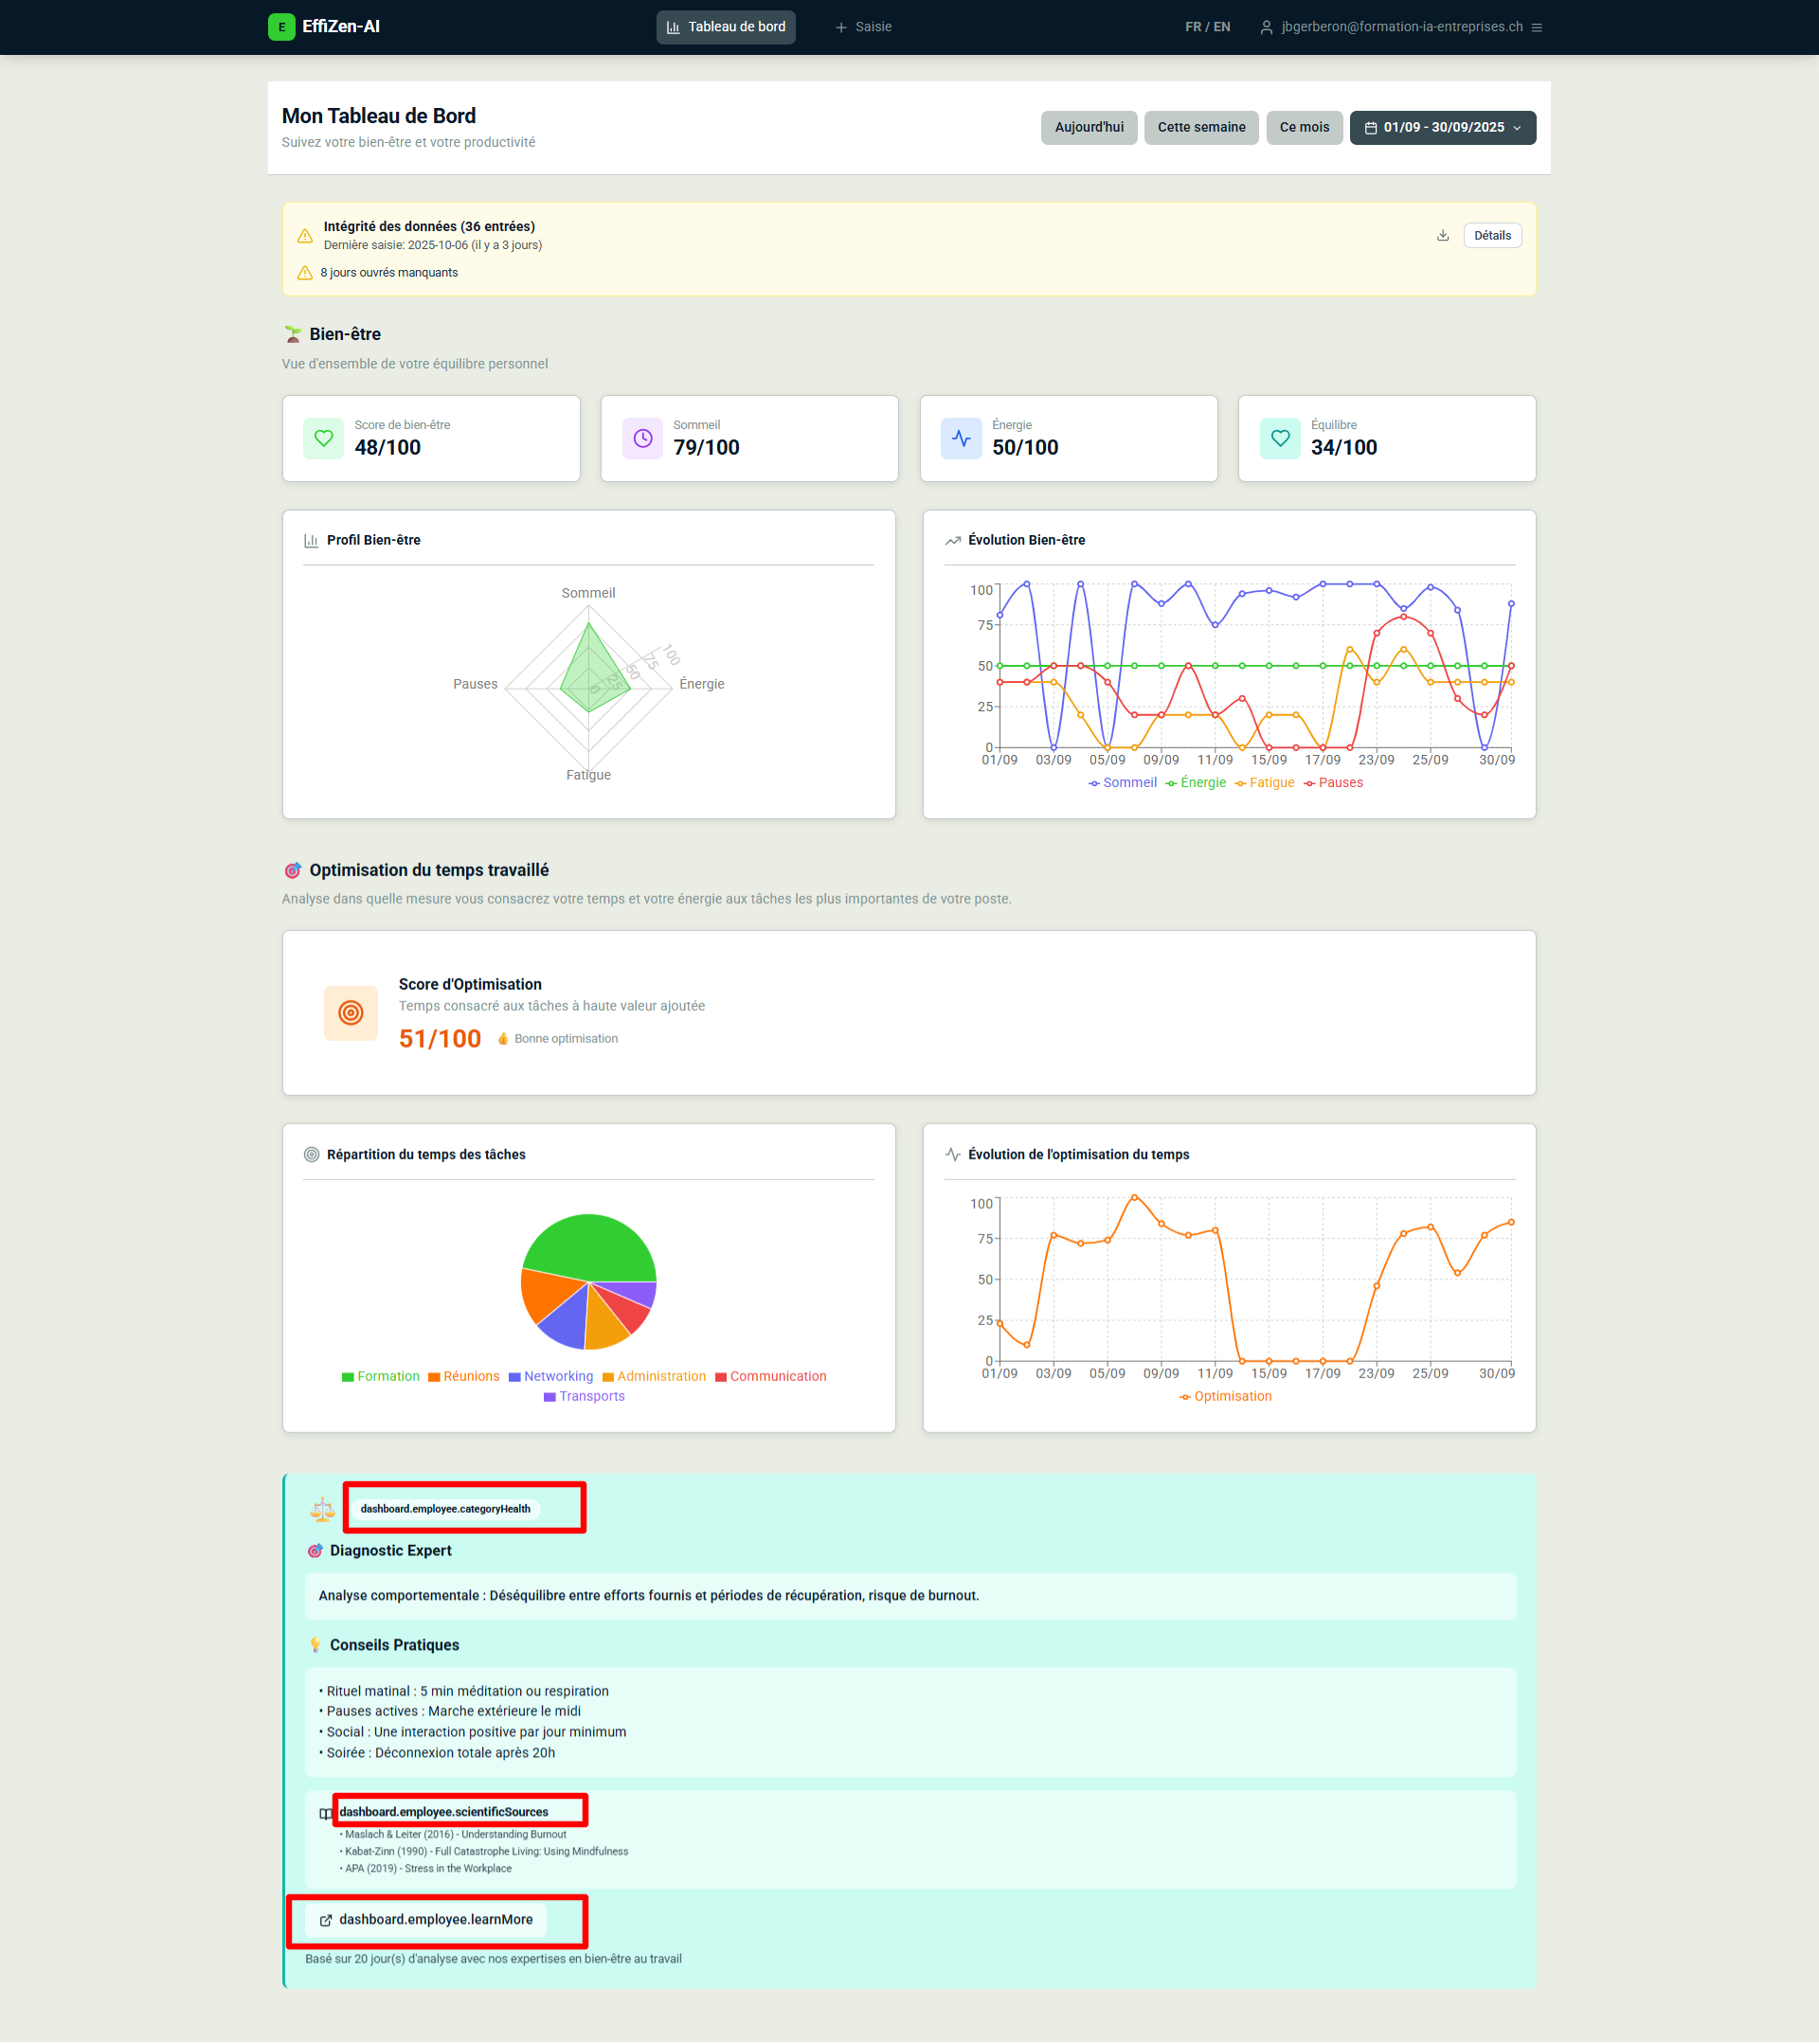 E EffiZen-AI
Tableau de bord
Saisie
FR / EN
jbgerberon@formation-ia-entreprises.ch
Mon Tableau de Bord
Suivez votre bien-être et votre productivité
Aujourd'hui
Cette semaine
Ce mois
01/09 - 30/09/2025
Intégrité des données (36 entrées)
Dernière saisie: 2025-10-06 (il y a 3 jours)
Détails
8 jours ouvrés manquants
Bien-être
Vue d'ensemble de votre équilibre personnel
Score de bien-être
48/100
Sommeil
79/100
Énergie
50/100
Équilibre
34/100
Profil Bien-être
Sommeil
Pauses
Énergie
Fatigue
0 25 50 75 100
Évolution Bien-être
100
75
50
25
0
01/09 03/09 05/09 09/09 11/09 15/09 17/09 23/09 25/09 30/09
Sommeil Énergie Fatigue Pauses
Optimisation du temps travaillé
Analyse dans quelle mesure vous consacrez votre temps et votre énergie aux tâches les plus importantes de votre poste.
Score d'Optimisation
Temps consacré aux tâches à haute valeur ajoutée
51/100 Bonne optimisation
Répartition du temps des tâches
Formation Réunions Networking Administration Communication
Transports
Évolution de l'optimisation du temps
100
75
50
25
0
01/09 03/09 05/09 09/09 11/09 15/09 17/09 23/09 25/09 30/09
Optimisation
dashboard.employee.categoryHealth
Diagnostic Expert
Analyse comportementale : Déséquilibre entre efforts fournis et périodes de récupération, risque de burnout.
Conseils Pratiques
• Rituel matinal : 5 min méditation ou respiration
• Pauses actives : Marche extérieure le midi
• Social : Une interaction positive par jour minimum
• Soirée : Déconnexion totale après 20h
dashboard.employee.scientificSources
• Maslach & Leiter (2016) - Understanding Burnout
• Kabat-Zinn (1990) - Full Catastrophe Living: Using Mindfulness
• APA (2019) - Stress in the Workplace
dashboard.employee.learnMore
Basé sur 20 jour(s) d'analyse avec nos expertises en bien-être au travail